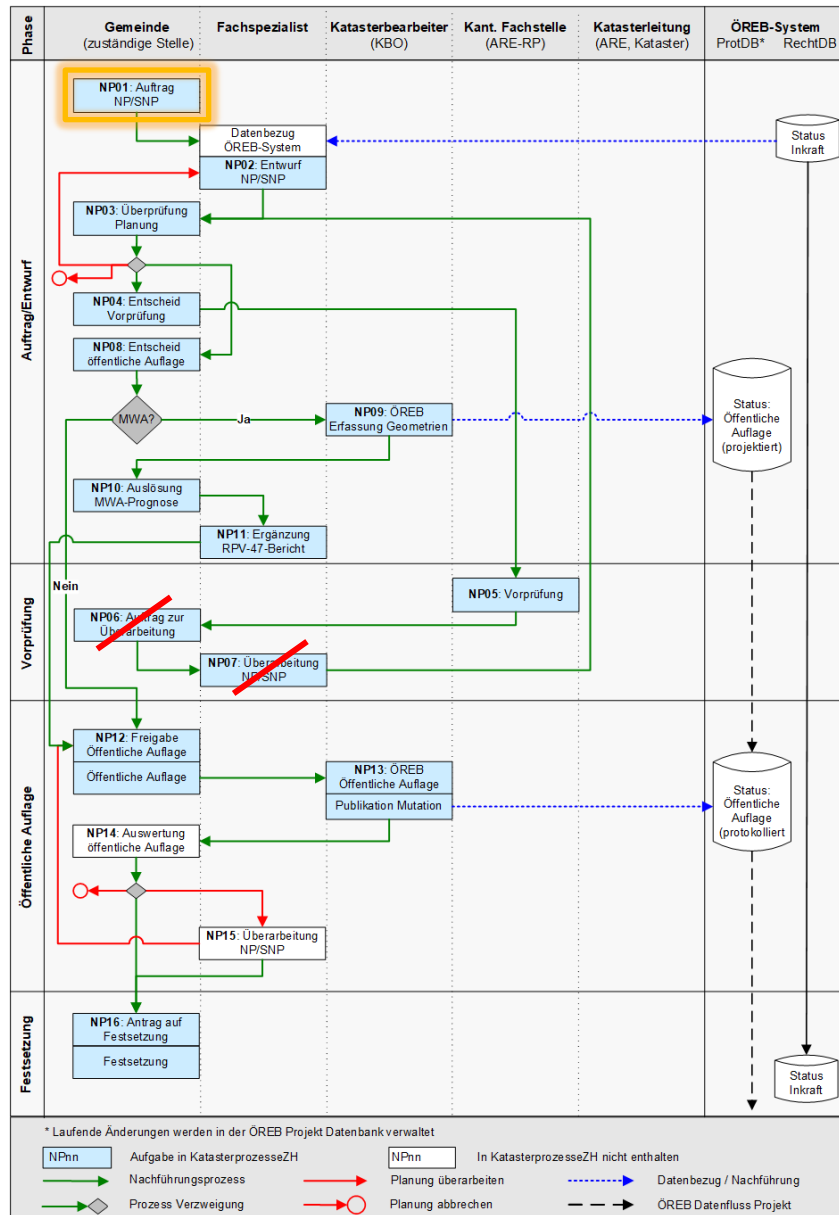 Phase
Gemeinde
(zuständige Stelle)
Fachspezialist
Katasterbearbeiter
(KBO)
Kant. Fachstelle
(ARE-RP)
Katasterleitung
(ARE, Kataster)
ÖREB-System
ProtDB* RechtDB
Auftrag/Entwurf
NP01: Auftrag
NP/SNP
Datenbezug
ÖREB-System
Status
Inkraft
NP02: Entwurf
NP/SNP
NP03: Überprüfung
Planung
NP04: Entscheid
Vorprüfung
NP08: Entscheid
öffentliche Auflage
MWA?
Ja
NP09: ÖREB
Erfassung Geometrien
Status:
Öffentliche
Auflage
(projektiert)
NP10: Auslösung
MWA-Prognose
NP11: Ergänzung
RPV-47-Bericht
Nein
Vorprüfung
NP05: Vorprüfung
NP06: Auftrag zur
Überarbeitung
NP07: Überarbeitung
NP/SNP
Öffentliche Auflage
NP12: Freigabe
Öffentliche Auflage
Öffentliche Auflage
NP13: ÖREB
Öffentliche Auflage
Publikation Mutation
Status:
Öffentliche
Auflage
(protokolliert
NP14: Auswertung
öffentliche Auflage
NP15: Überarbeitung
NP/SNP
Festsetzung
NP16: Antrag auf
Festsetzung
Festsetzung
Status
Inkraft
* Laufende Änderungen werden in der ÖREB Projekt Datenbank verwaltet
NPnn Aufgabe in KatasterprozesseZH NPnn In KatasterprozesseZH nicht enthalten
Nachführungsprozess Planung überarbeiten Datenbezug / Nachführung
Prozess Verzweigung Planung abbrechen ÖREB Datenfluss Projekt